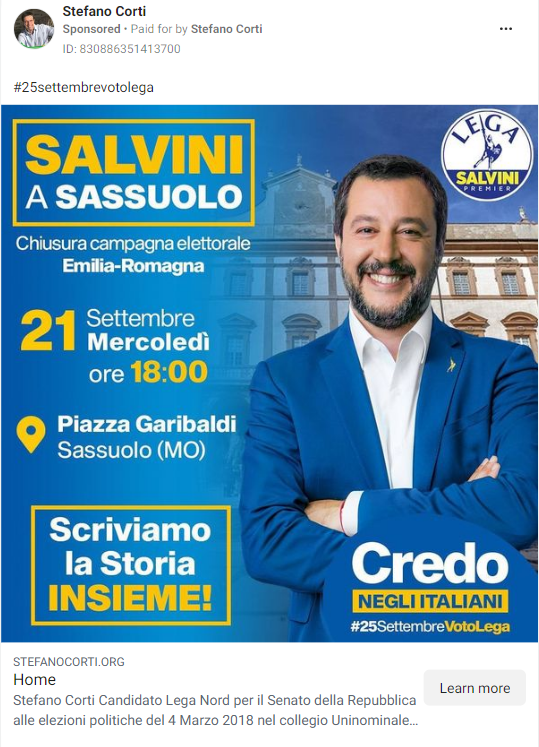 Stefano Corti
Sponsored • Paid for by Stefano Corti
ID: 830886351413700
#25settembrevotolega
SALVINI
A SASSUOLO
Chiusura campagna elettorale
Emilia-Romagna
21 Settembre
Mercoledì
ore 18:00
Piazza Garibaldi
Sassuolo (MO)
Scriviamo
la Storia
INSIEME!
LEGA
SALVINI
PREMIER
Credo
NEGLI ITALIANI
#25SettembreVotoLega
STEFANOCORTI.ORG
Home
Stefano Corti Candidato Lega Nord per il Senato della Repubblica
alle elezioni politiche del 4 Marzo 2018 nel collegio Uninominale...
Learn more